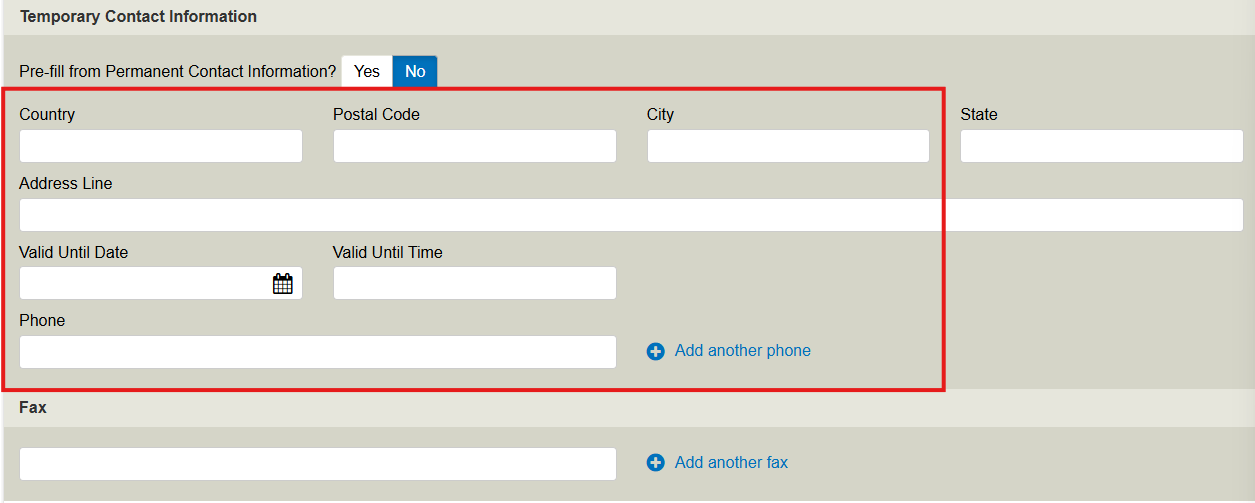 Temporary Contact Information
Pre-fill from Permanent Contact Information? Yes No
Country Postal Code City State
Address Line
Valid Until Date Valid Until Time
Phone
Add another phone
Fax
Add another fax